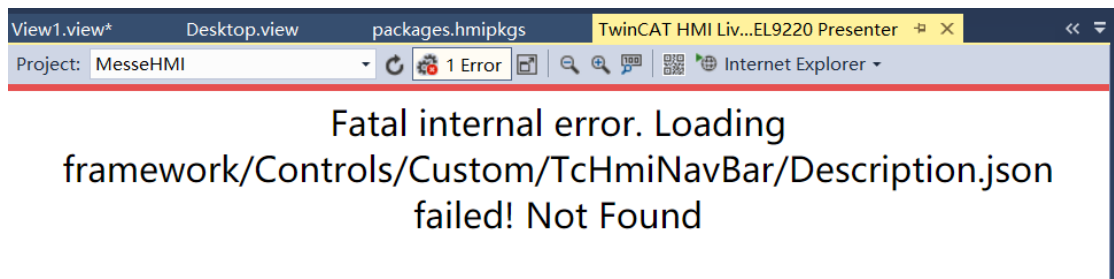 View1.view* Desktop.view packages.hmipkgs TwinCAT HMI Liv...EL9220 Presenter
Project: MesseHMI 1 Error Internet Explorer
Fatal internal error. Loading
framework/Controls/Custom/TcHmiNavBar/Description.json
failed! Not Found